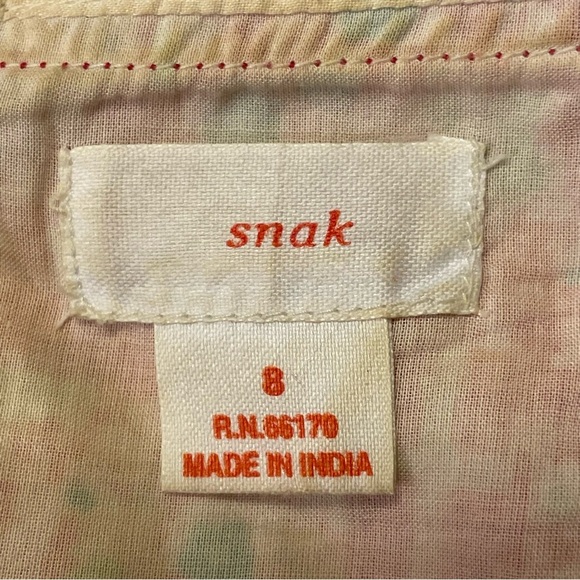 snak
8
R.N.66170
MADE IN INDIA